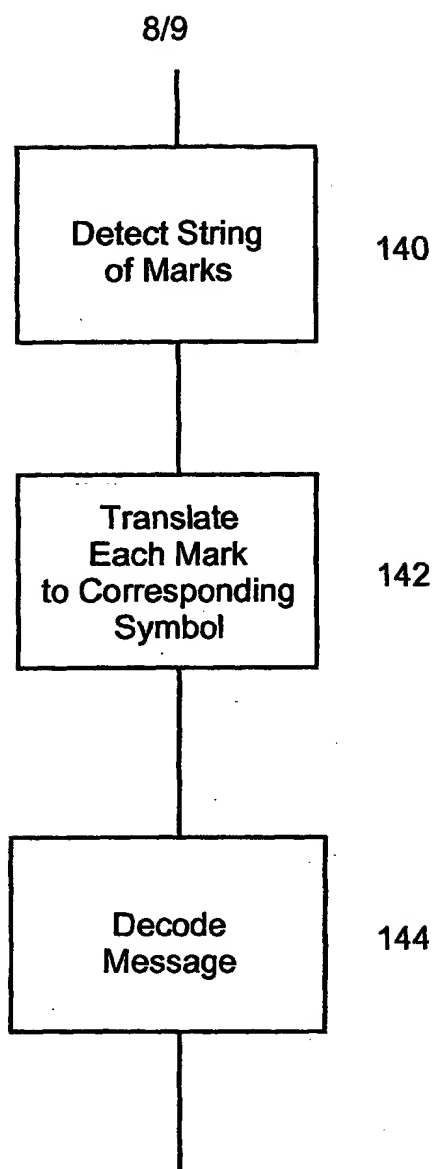 8/9
Detect String
of Marks
140
Translate
Each Mark
to Corresponding
Symbol
142
Decode
Message
144